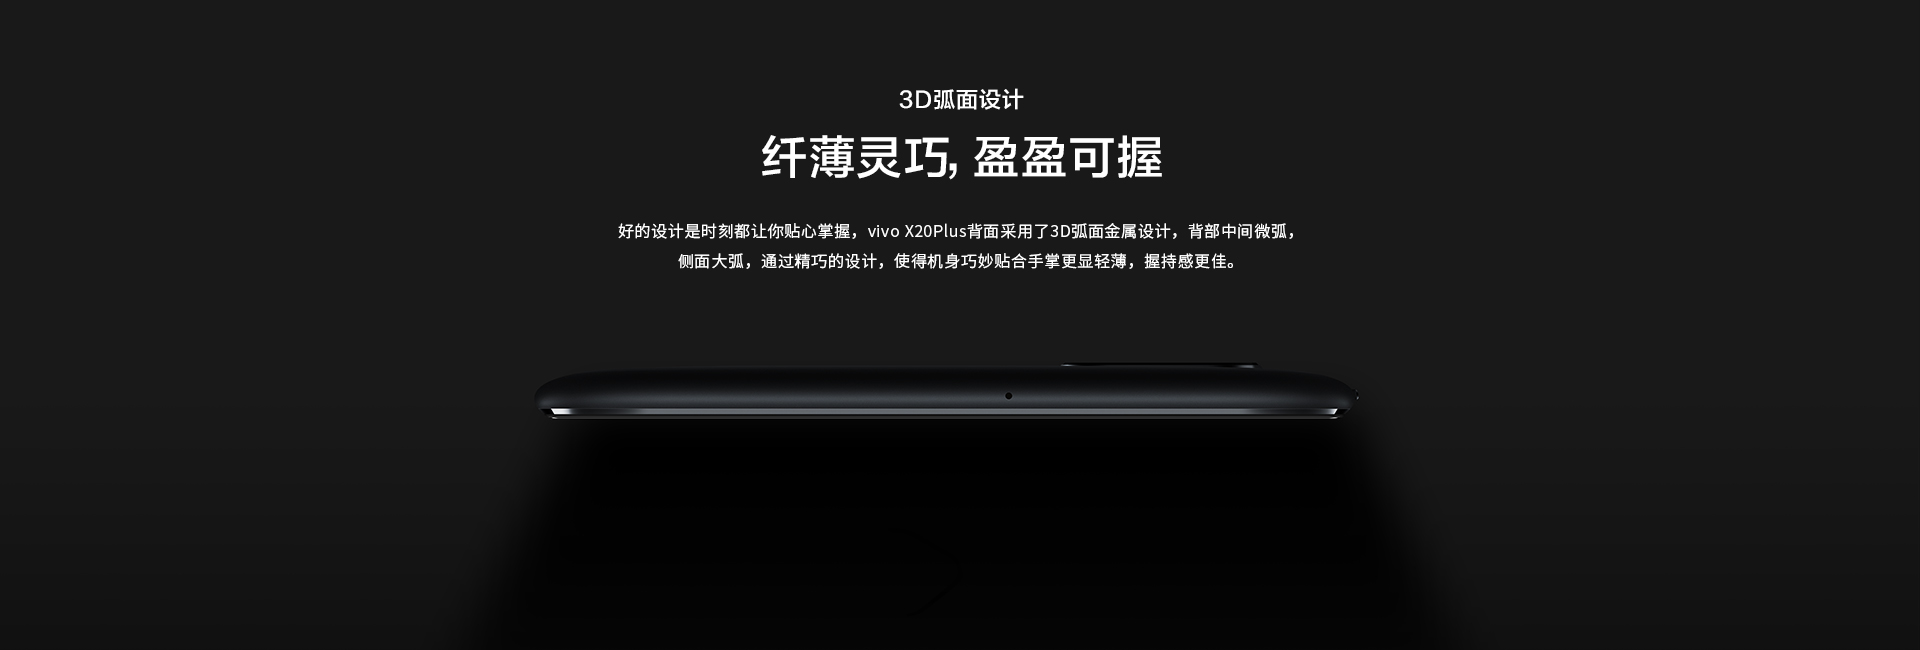 3D弧面设计
纤薄灵巧, 盈盈可握
好的设计是时刻都让你贴心掌握，vivo X20Plus背面采用了3D弧面金属设计，背部中间微弧，
侧面大弧，通过精巧的设计，使得机身巧妙贴合手掌更显轻薄，握持感更佳。